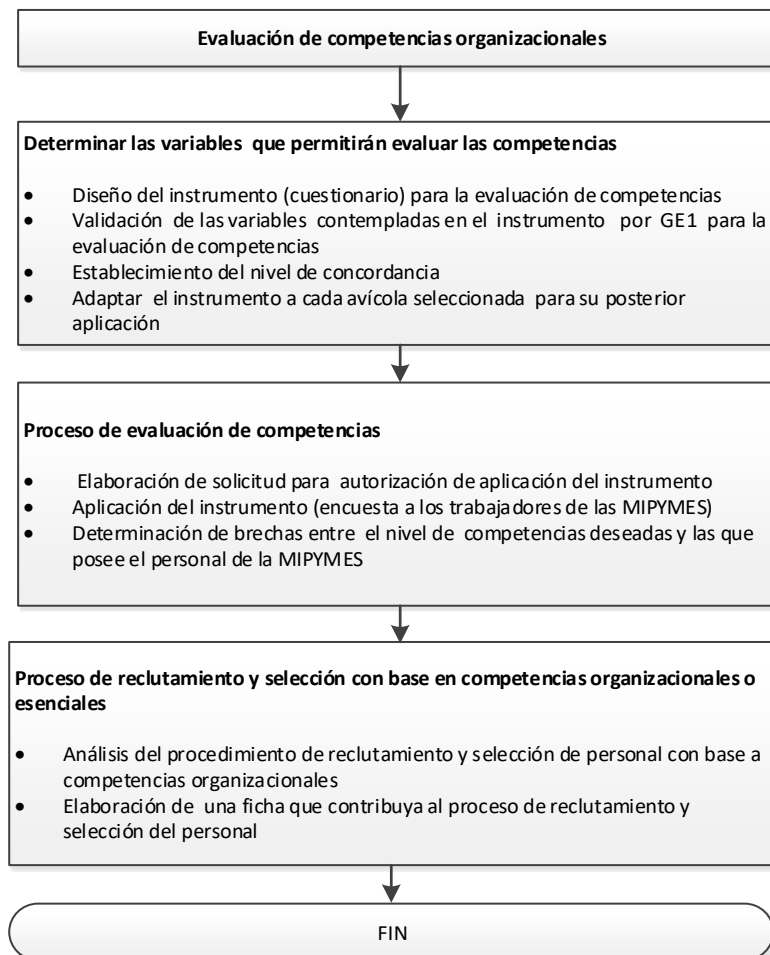 Evaluación de competencias organizacionales
Determinar las variables que permitirán evaluar las competencias
• Diseño del instrumento (cuestionario) para la evaluación de competencias
• Validación de las variables contempladas en el instrumento por GE1 para la
evaluación de competencias
• Establecimiento del nivel de concordancia
• Adaptar el instrumento a cada avícola seleccionada para su posterior
aplicación
Proceso de evaluación de competencias
• Elaboración de solicitud para autorización de aplicación del instrumento
• Aplicación del instrumento (encuesta a los trabajadores de las MIPYMES)
• Determinación de brechas entre el nivel de competencias deseadas y las que
posee el personal de la MIPYMES
Proceso de reclutamiento y selección con base en competencias organizacionales o
esenciales
• Análisis del procedimiento de reclutamiento y selección de personal con base a
competencias organizacionales
• Elaboración de una ficha que contribuya al proceso de reclutamiento y
selección del personal
FIN